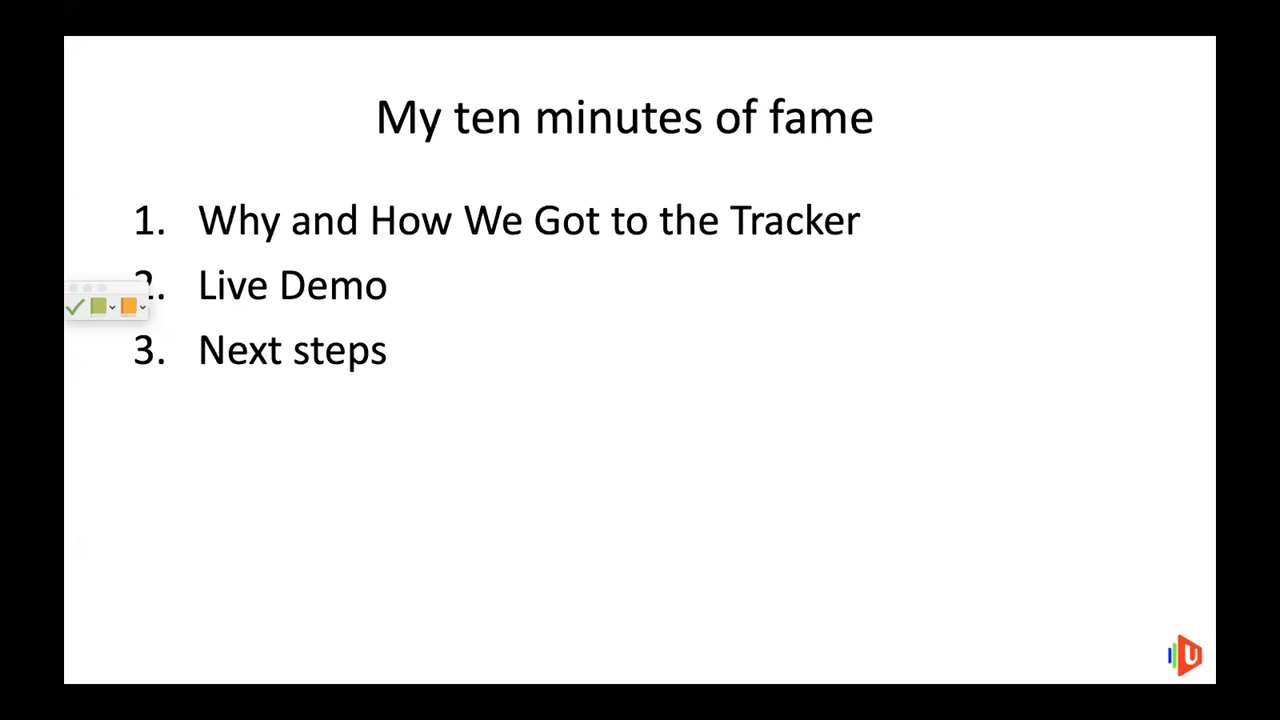 My ten minutes of fame
1. Why and How We Got to the Tracker
2. Live Demo
3. Next steps
U